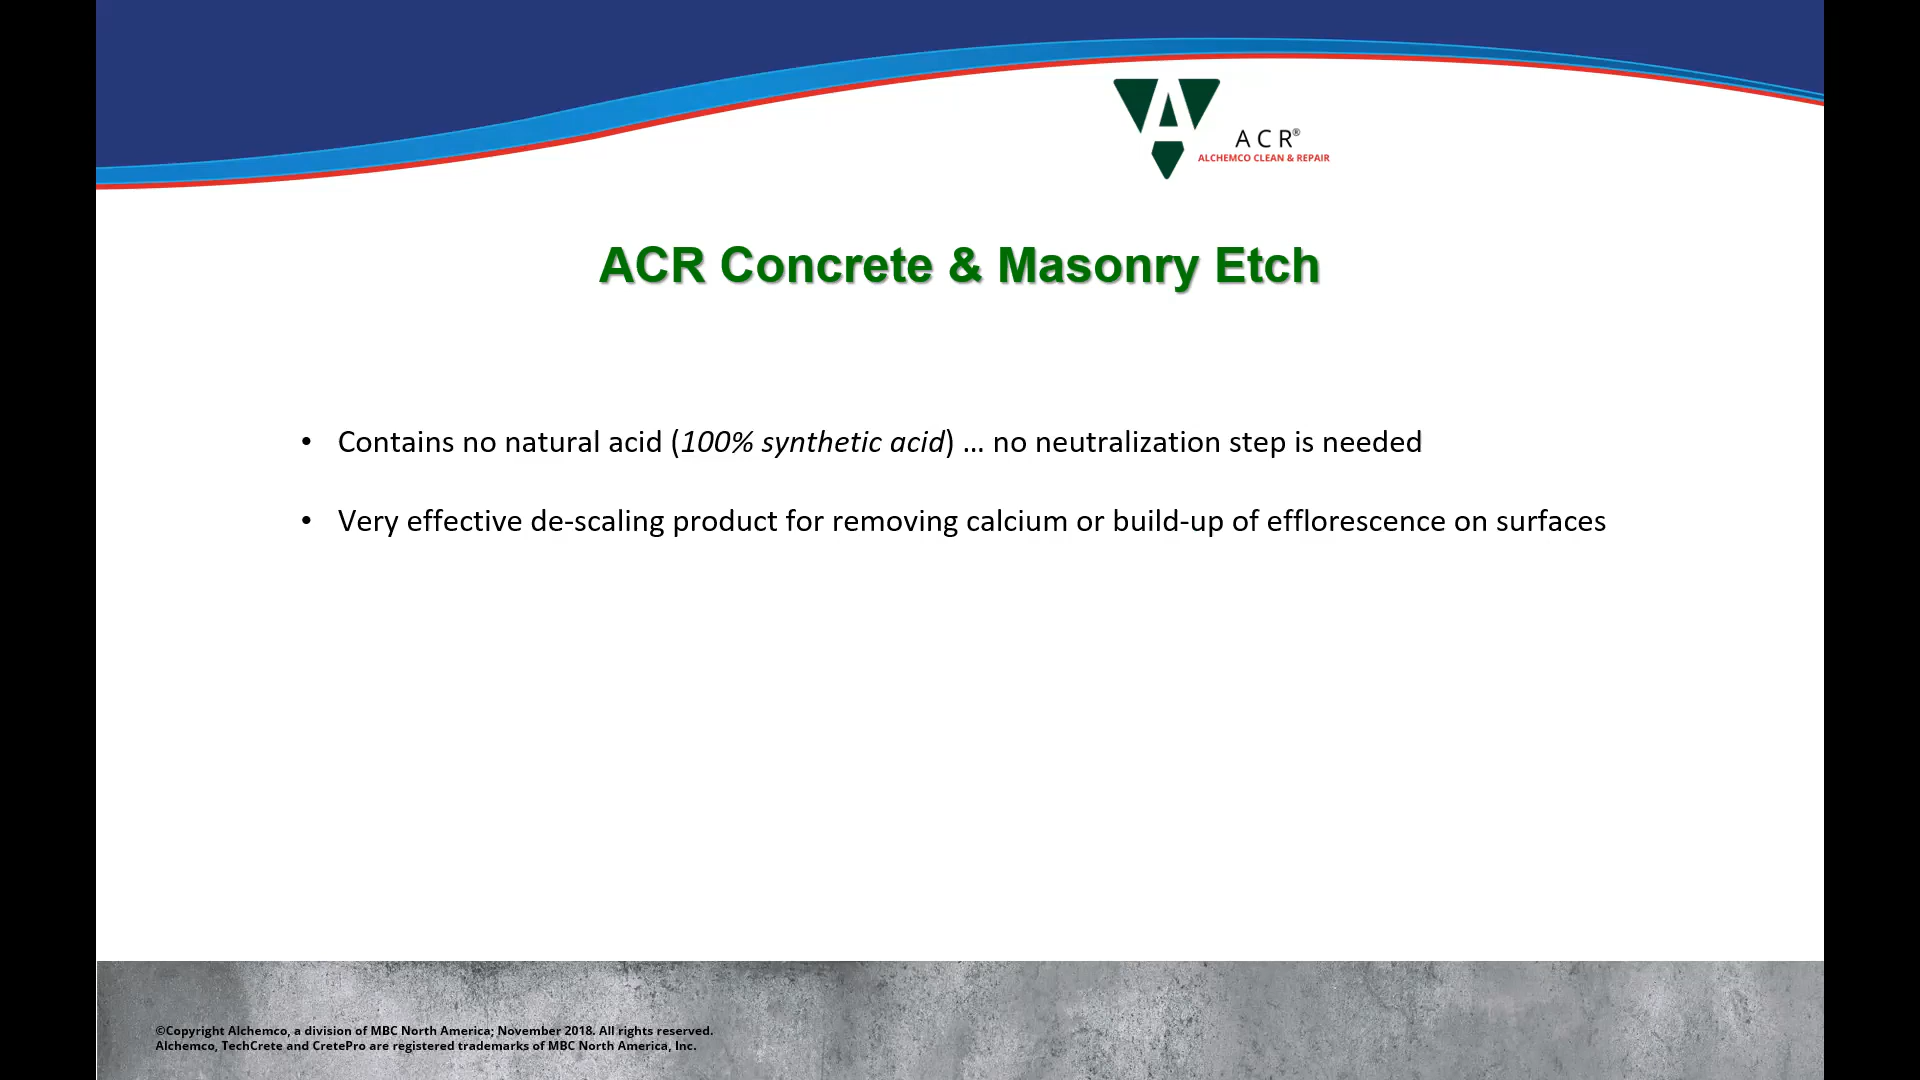 A C R®
ALCHEMCO CLEAN & REPAIR
ACR Concrete & Masonry Etch
• Contains no natural acid (100% synthetic acid) ... no neutralization step is needed
• Very effective de-scaling product for removing calcium or build-up of efflorescence on surfaces
©Copyright Alchemco, a division of MBC North America; November 2018. All rights reserved.
Alchemco, TechCrete and CretePro are registered trademarks of MBC North America, Inc.